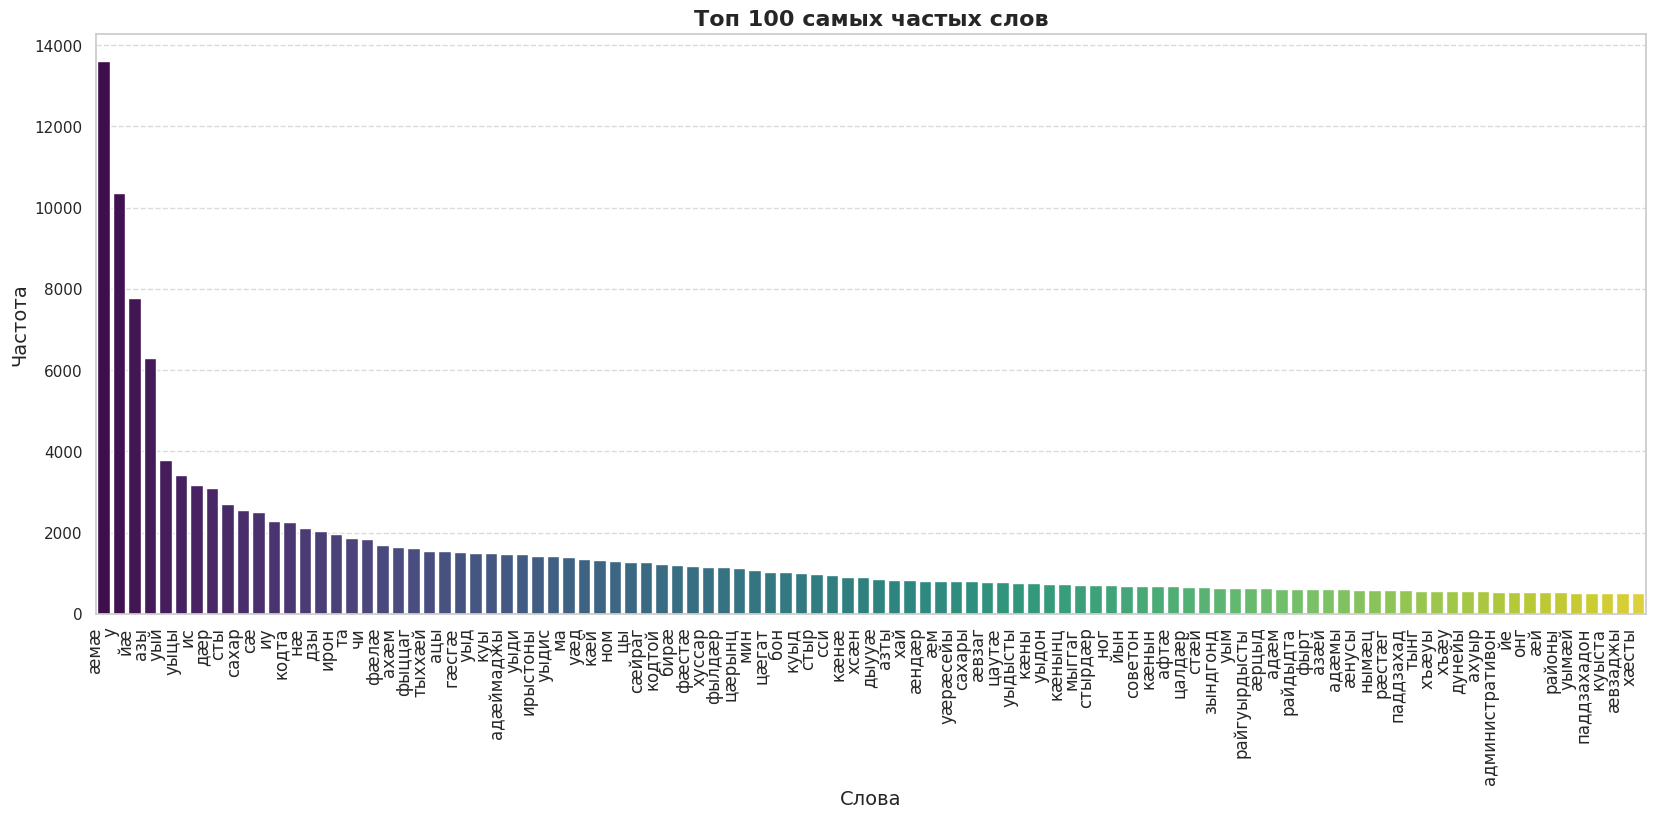 Топ 100 самых частых слов
Частота
14000
12000
10000
8000
6000
4000
2000
0
æмæ
у
йæ
азы
уый
уыцы
ис
дæр
сты
сахар
сæ
иу
кодта
нæ
дзы
ирон
та
чи
фæлæ
ахæм
фыццаг
тыххæй
ацы
гæсгæ
уыд
куы
адæймаджы
уыди
ирыстоны
уыдис
ма
уæд
кæй
ном
цы
сæйраг
кодтой
бирæ
фæстæ
хуссар
фылдæр
цæрынц
мин
цæгат
бон
куыд
стыр
сси
кæнæ
хсæн
дыууæ
азты
хай
æндæр
æм
уæрæсейы
сахары
æвзаг
цаутæ
уыдысты
кæны
уыдон
кæнынц
мыггаг
стырдæр
ног
йын
советон
кæнын
афтæ
цалдæр
стæй
зындгонд
уым
райгуырдысты
æрцыд
адæм
райдыдта
фырт
азæй
адæмы
æнусы
нымæц
рæстæг
паддзахад
тынг
хъæуы
хъæу
дунейы
ахуыр
административон
йе
онг
æй
районы
уымæй
паддзахадон
куыста
æвзаджы
хæсты
Слова